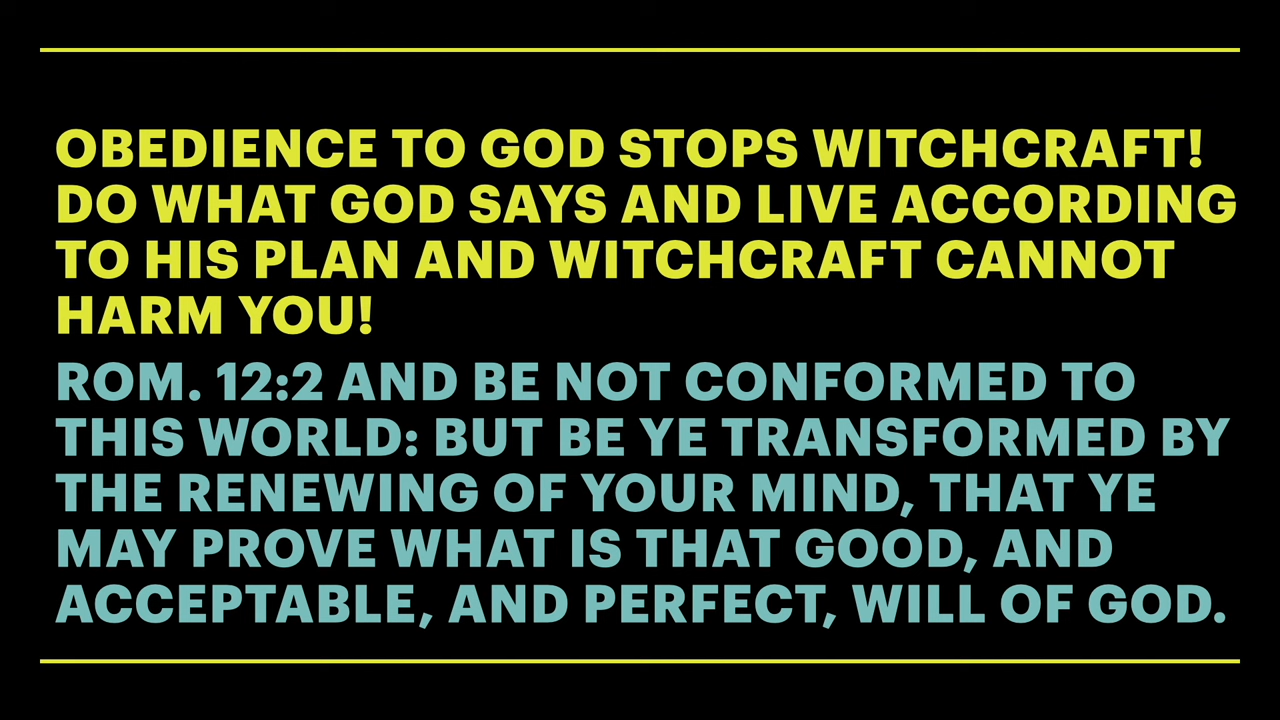 OBEDIENCE TO GOD STOPS WITCHCRAFT!
DO WHAT GOD SAYS AND LIVE ACCORDING
TO HIS PLAN AND WITCHCRAFT CANNOT
HARM YOU!
ROM. 12:2 AND BE NOT CONFORMED TO
THIS WORLD: BUT BE YE TRANSFORMED BY
THE RENEWING OF YOUR MIND, THAT YE
MAY PROVE WHAT IS THAT GOOD, AND
ACCEPTABLE, AND PERFECT, WILL OF GOD.